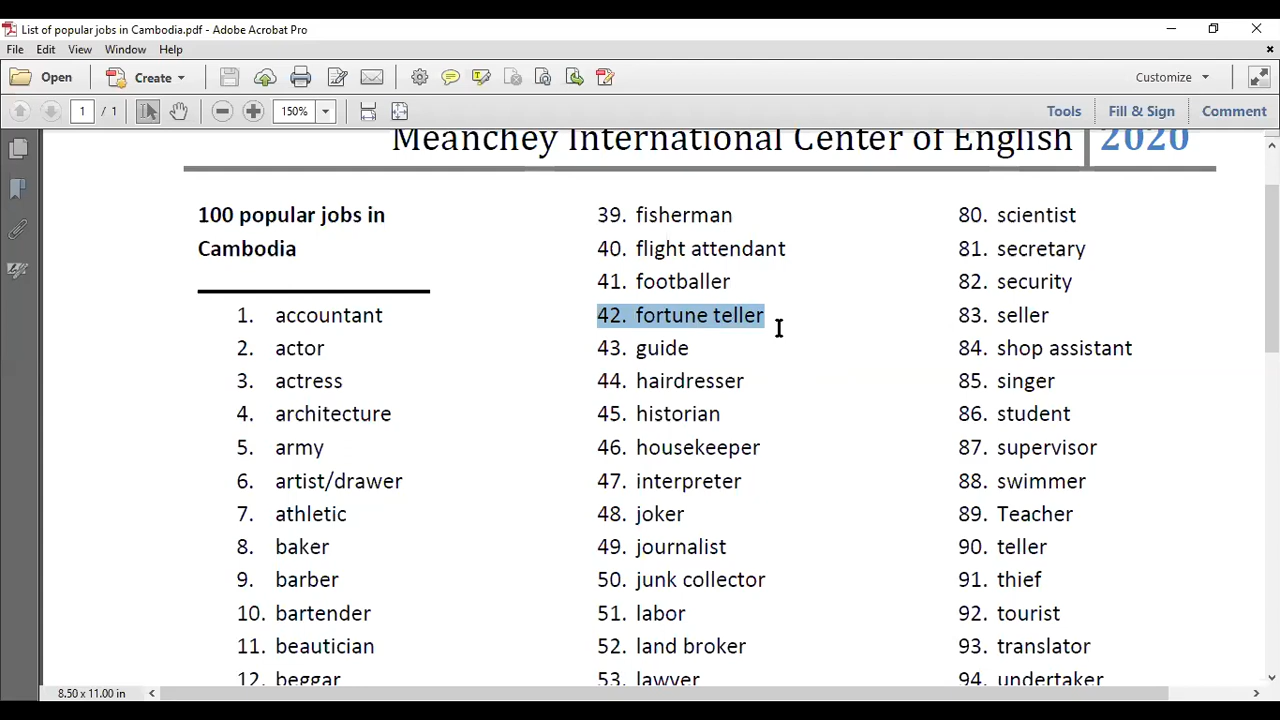 List of popular jobs in Cambodia.pdf - Adobe Acrobat Pro
File Edit View Window Help
Open Create Customize
1 / 1 150% Tools Fill & Sign Comment
Meanchey International Center of English 2020
100 popular jobs in
Cambodia
1. accountant
2. actor
3. actress
4. architecture
5. army
6. artist/drawer
7. athletic
8. baker
9. barber
10. bartender
11. beautician
12. beggar
39. fisherman
40. flight attendant
41. footballer
42. fortune teller
43. guide
44. hairdresser
45. historian
46. housekeeper
47. interpreter
48. joker
49. journalist
50. junk collector
51. labor
52. land broker
53. lawyer
80. scientist
81. secretary
82. security
83. seller
84. shop assistant
85. singer
86. student
87. supervisor
88. swimmer
89. Teacher
90. teller
91. thief
92. tourist
93. translator
94. undertaker
8.50 x 11.00 in